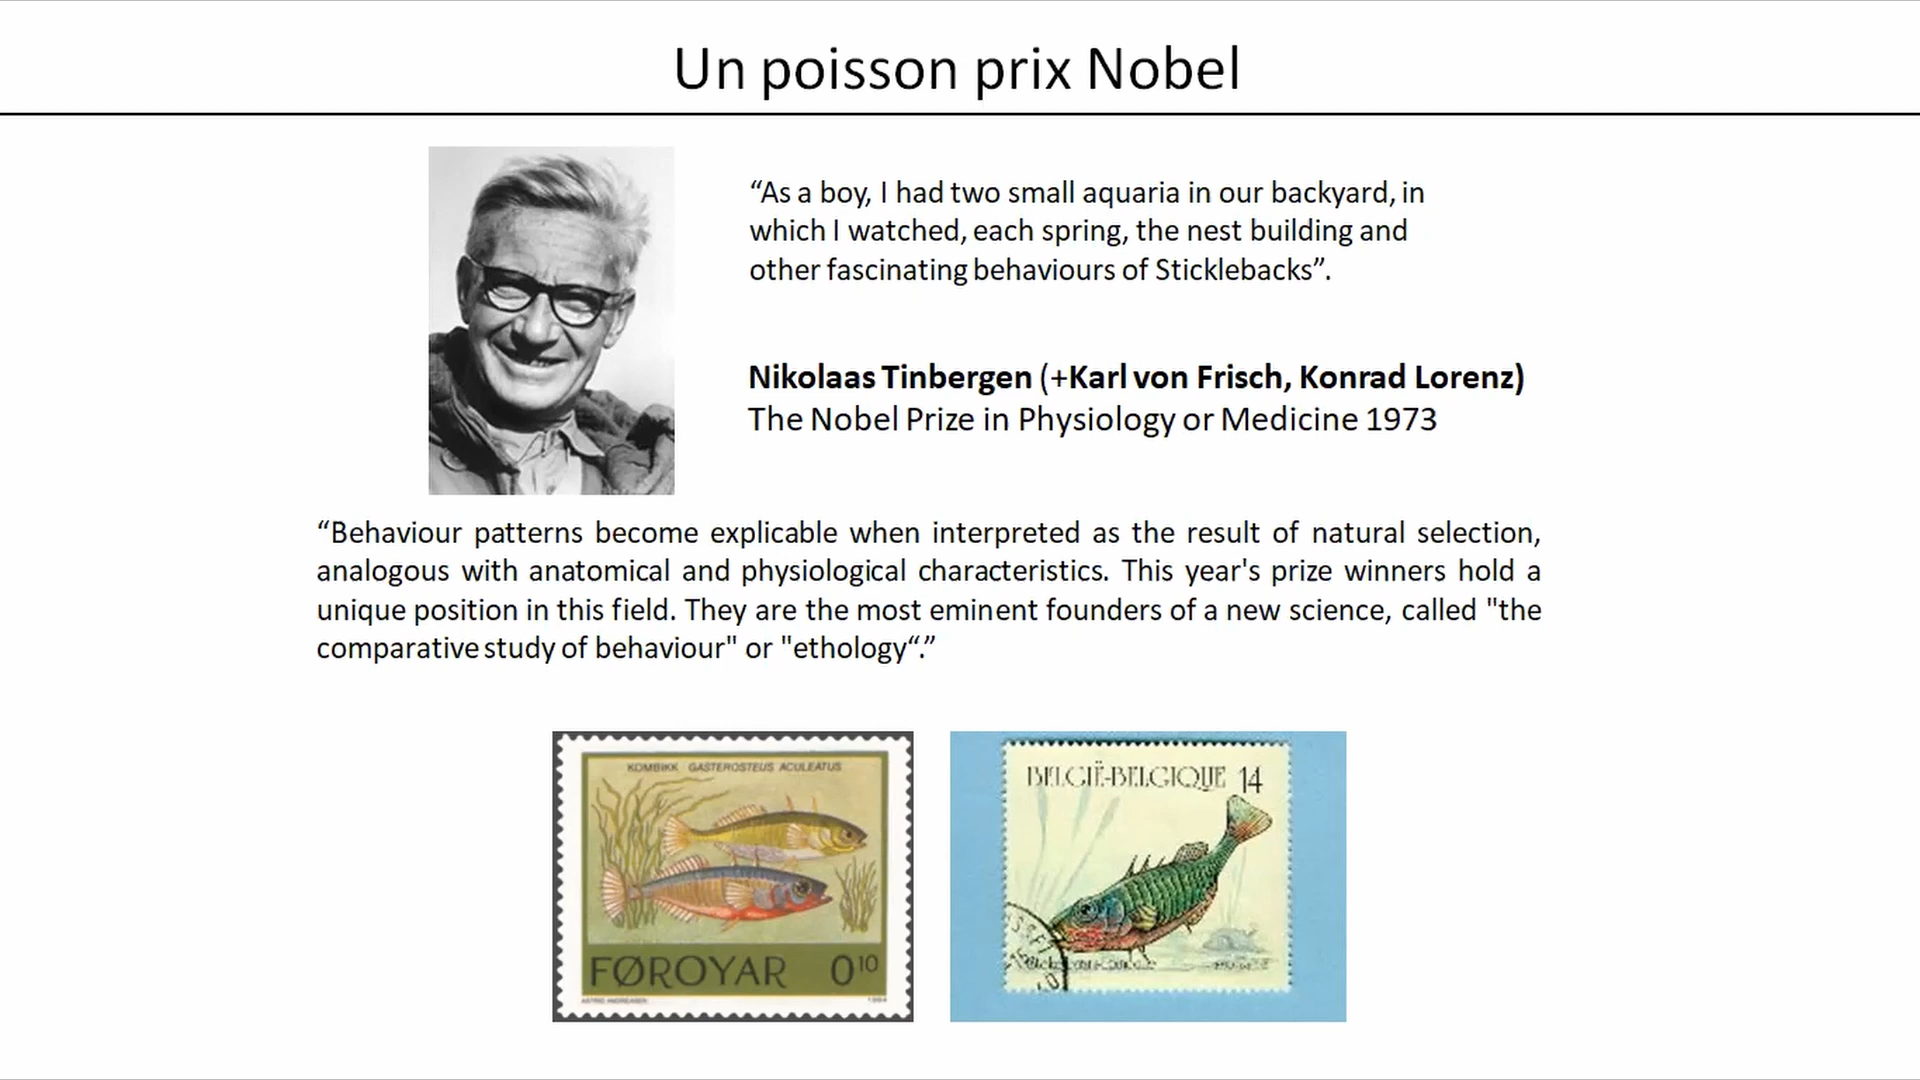 Un poisson prix Nobel
“As a boy, I had two small aquaria in our backyard, in
which I watched, each spring, the nest building and
other fascinating behaviours of Sticklebacks”.
Nikolaas Tinbergen (+Karl von Frisch, Konrad Lorenz)
The Nobel Prize in Physiology or Medicine 1973
“Behaviour patterns become explicable when interpreted as the result of natural selection,
analogous with anatomical and physiological characteristics. This year's prize winners hold a
unique position in this field. They are the most eminent founders of a new science, called "the
comparative study of behaviour" or "ethology“.”
KOMBIKK GASTEROSTEUS ACULEATUS
FØROYAR 010
BELGIË-BELGIQUE 14